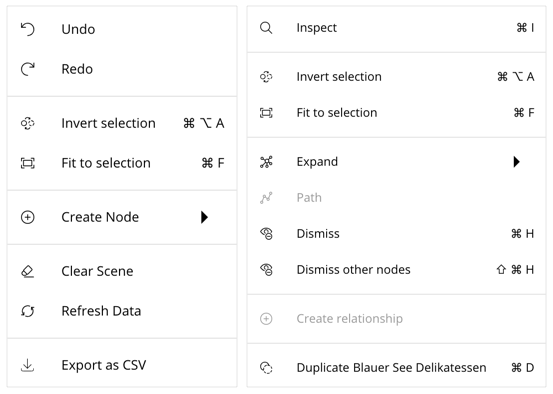 Undo
Redo
Invert selection ⌘ ⌥ A
Fit to selection ⌘ F
Create Node
Clear Scene
Refresh Data
Export as CSV
Inspect ⌘ I
Invert selection ⌘ ⌥ A
Fit to selection ⌘ F
Expand
Path
Dismiss ⌘ H
Dismiss other nodes ⇧ ⌘ H
Create relationship
Duplicate Blauer See Delikatessen ⌘ D